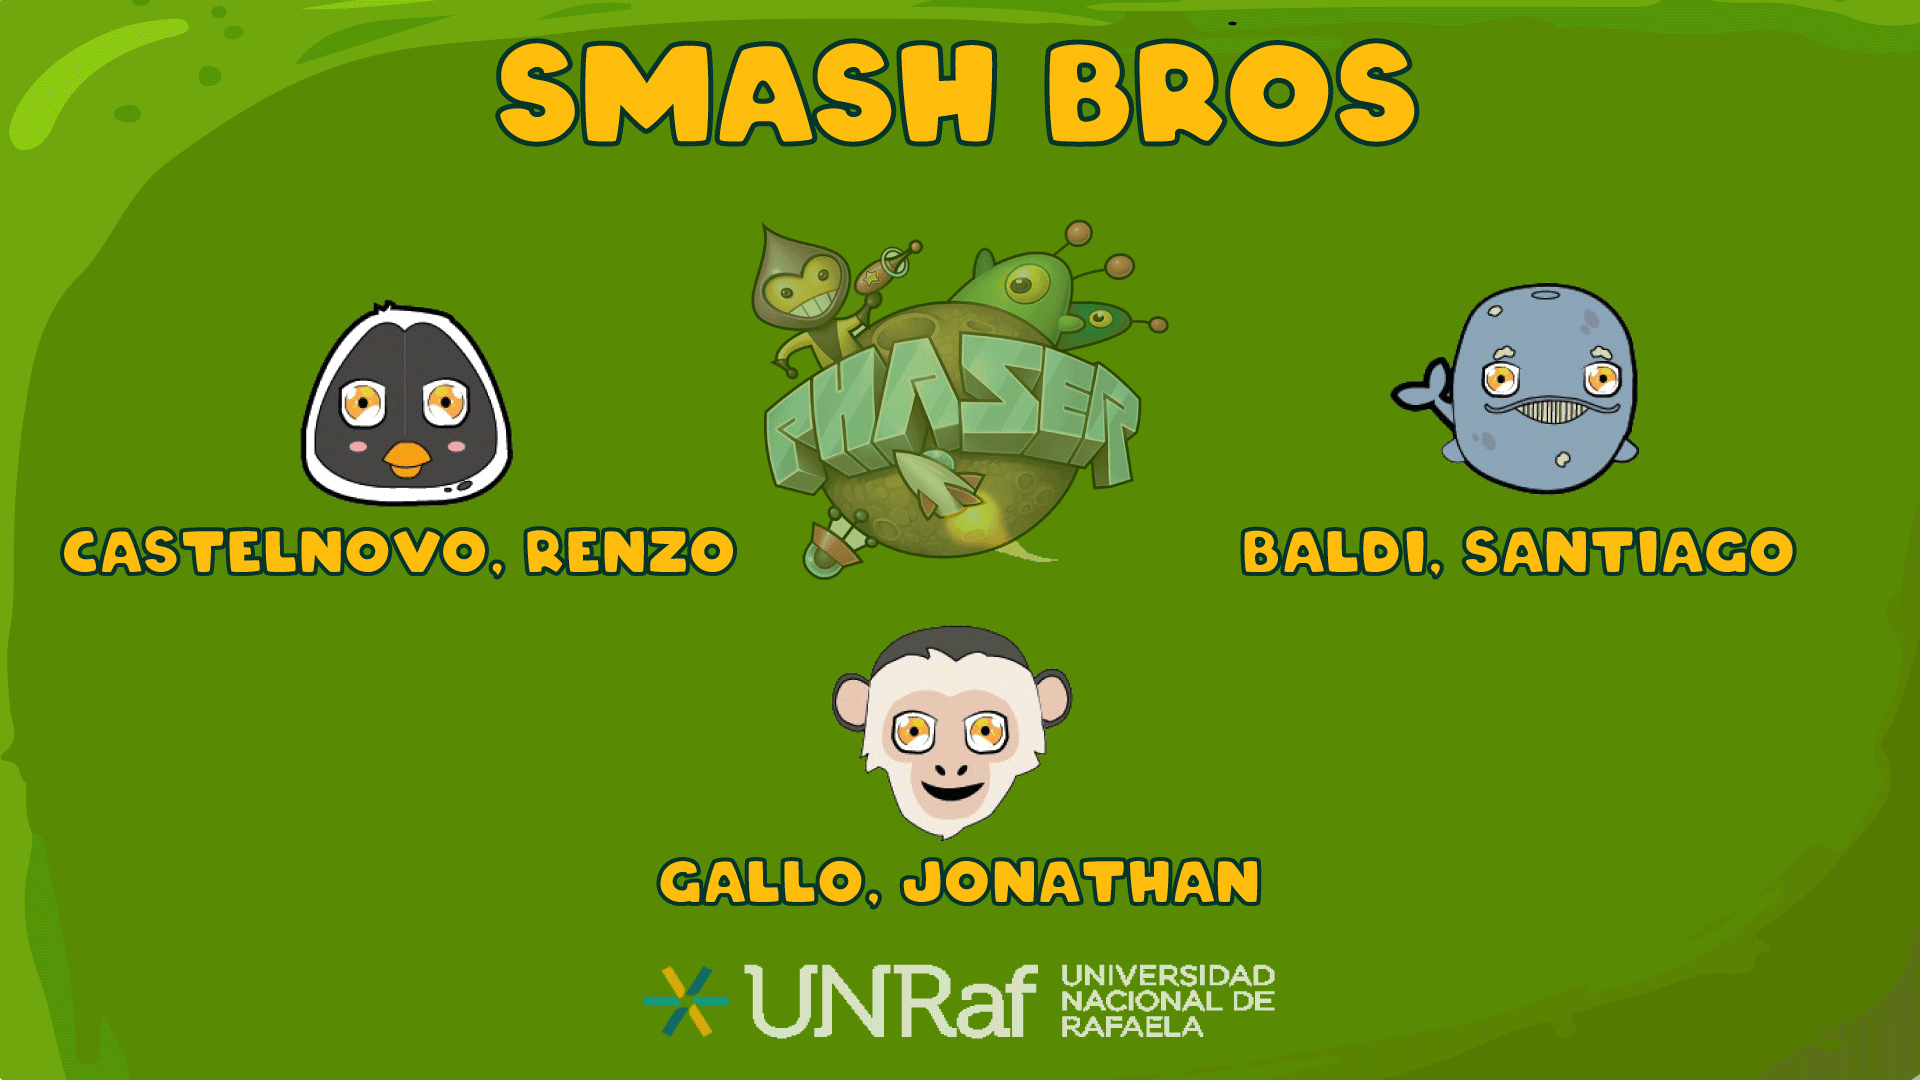 SMASH BROS
PHASER
CASTELNOVO, RENZO
BALDI, SANTIAGO
GALLO, JONATHAN
UNRaf
UNIVERSIDAD
NACIONAL DE
RAFAELA